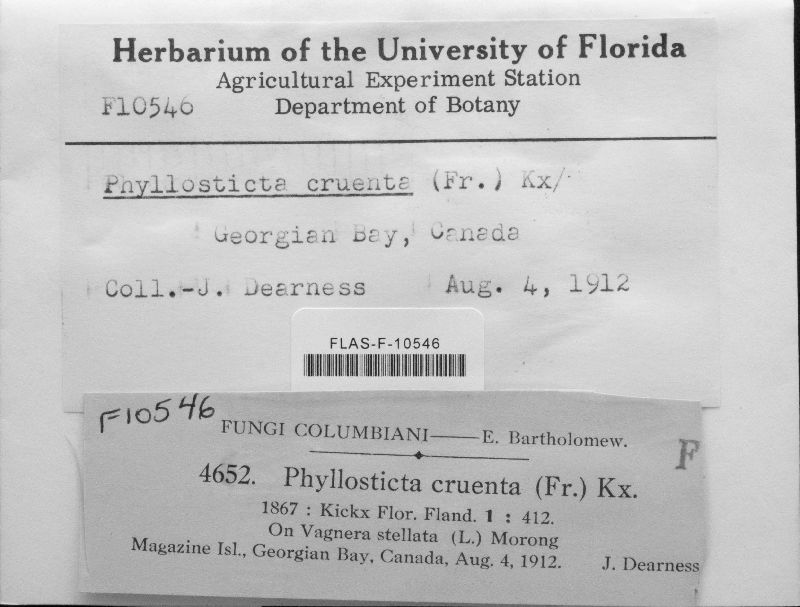 Herbarium of the University of Florida
Agricultural Experiment Station
F10546 Department of Botany
Phyllosticta cruenta (Fr.) Kx/
Georgian Bay, Canada
Coll.-J. Dearness Aug. 4, 1912
FLAS-F-10546
F10546
FUNGI COLUMBIANI—E. Bartholomew.
F
4652. Phyllosticta cruenta (Fr.) Kx.
1867 : Kickx Flor. Fland. 1 : 412.
On Vagnera stellata (L.) Morong
Magazine Isl., Georgian Bay, Canada, Aug. 4, 1912. J. Dearness